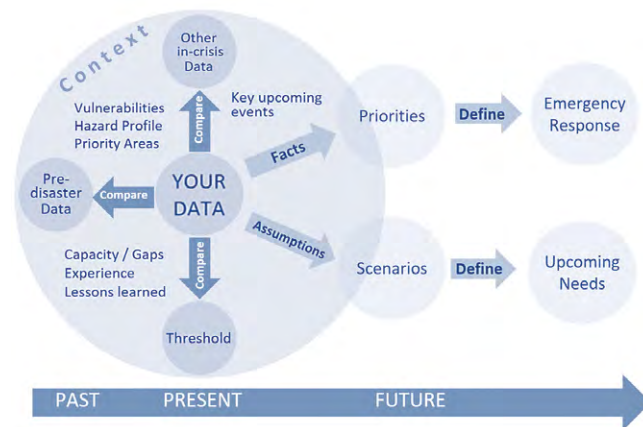 Context
Other
in-crisis
Data
Vulnerabilities
Hazard Profile
Priority Areas
Compare
Key upcoming
events
Priorities
Define
Emergency
Response
Facts
Pre-
disaster
Data
Compare
YOUR
DATA
Assumptions
Capacity / Gaps
Experience
Lessons learned
Compare
Scenarios
Define
Upcoming
Needs
Threshold
PAST
PRESENT
FUTURE